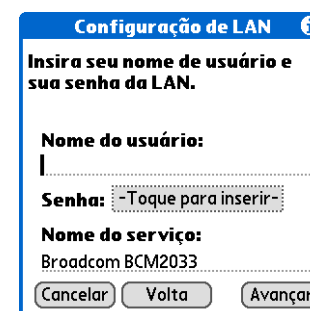 Configuração de LAN
Insira seu nome de usuário e
sua senha da LAN.
Nome do usuário:
Senha: -Toque para inserir-
Nome do serviço:
Broadcom BCM2033
Cancelar Volta Avançar